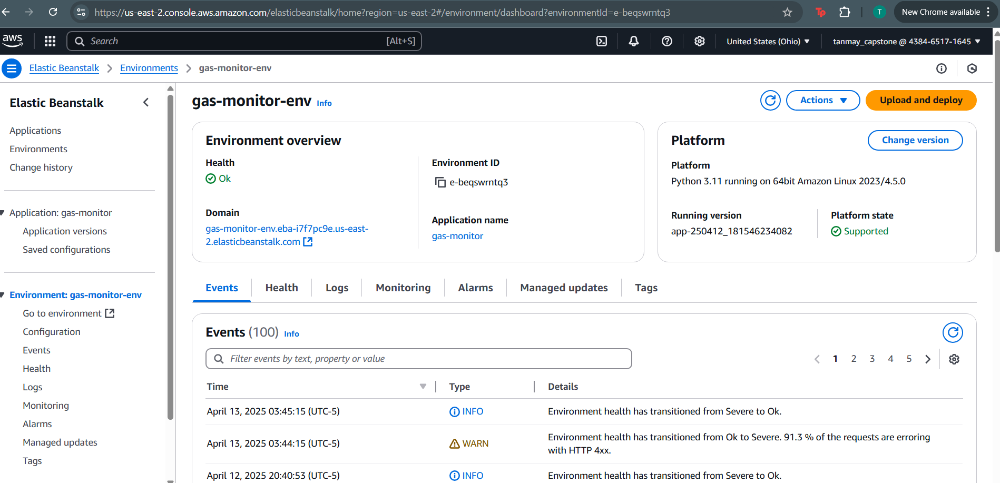 https://us-east-2.console.aws.amazon.com/elasticbeanstalk/home?region=us-east-2#/environment/dashboard?environmentId=e-beqswrntq3
Tp
T
New Chrome available
aws
Search
[Alt+S]
United States (Ohio)
tanmay_capstone @ 4384-6517-1645
Elastic Beanstalk
Environments
gas-monitor-env
Elastic Beanstalk
Applications
Environments
Change history
Application: gas-monitor
Application versions
Saved configurations
Environment: gas-monitor-env
Go to environment
Configuration
Events
Health
Logs
Monitoring
Alarms
Managed updates
Tags
gas-monitor-env Info
Actions
Upload and deploy
Environment overview
Health
Ok
Domain
gas-monitor-env.eba-i7f7pc9e.us-east-
2.elasticbeanstalk.com
Environment ID
e-beqswrntq3
Application name
gas-monitor
Platform
Change version
Platform
Python 3.11 running on 64bit Amazon Linux 2023/4.5.0
Running version
app-250412_181546234082
Platform state
Supported
Events
Health
Logs
Monitoring
Alarms
Managed updates
Tags
Events (100) Info
Filter events by text, property or value
1 2 3 4 5
Time Type Details
April 13, 2025 03:45:15 (UTC-5) INFO Environment health has transitioned from Severe to Ok.
April 13, 2025 03:44:15 (UTC-5) WARN Environment health has transitioned from Ok to Severe. 91.3 % of the requests are erroring
with HTTP 4xx.
April 12, 2025 20:40:53 (UTC-5) INFO Environment health has transitioned from Severe to Ok.